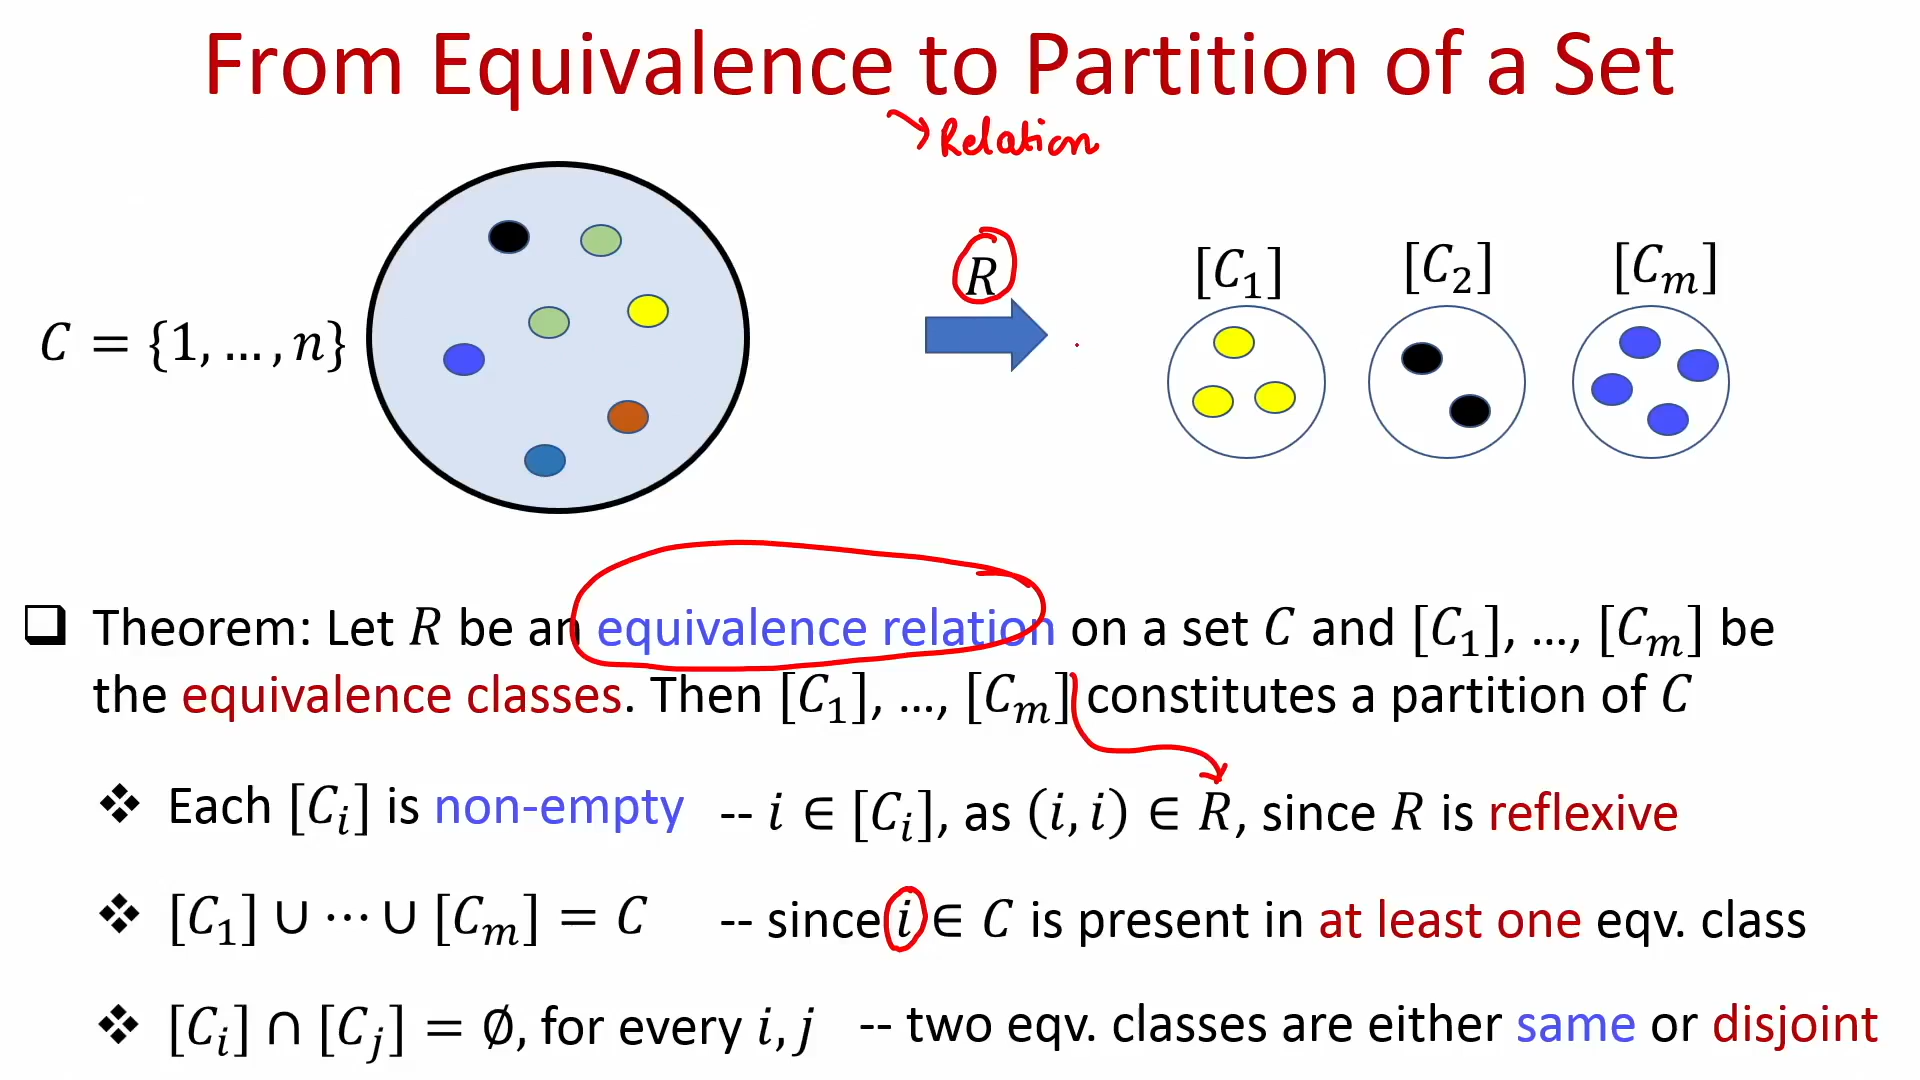 From Equivalence to Partition of a Set
Relation
C = {1, … , n}
R
[C₁]
[C₂]
[Cₘ]
Theorem: Let R be an equivalence relation on a set C and [C₁], …, [Cₘ] be
the equivalence classes. Then [C₁], …, [Cₘ] constitutes a partition of C
Each [Cᵢ] is non-empty -- i ∈ [Cᵢ], as (i, i) ∈ R, since R is reflexive
[C₁] ∪ ⋯ ∪ [Cₘ] = C -- since i ∈ C is present in at least one eqv. class
[Cᵢ] ∩ [Cⱼ] = ∅, for every i, j -- two eqv. classes are either same or disjoint